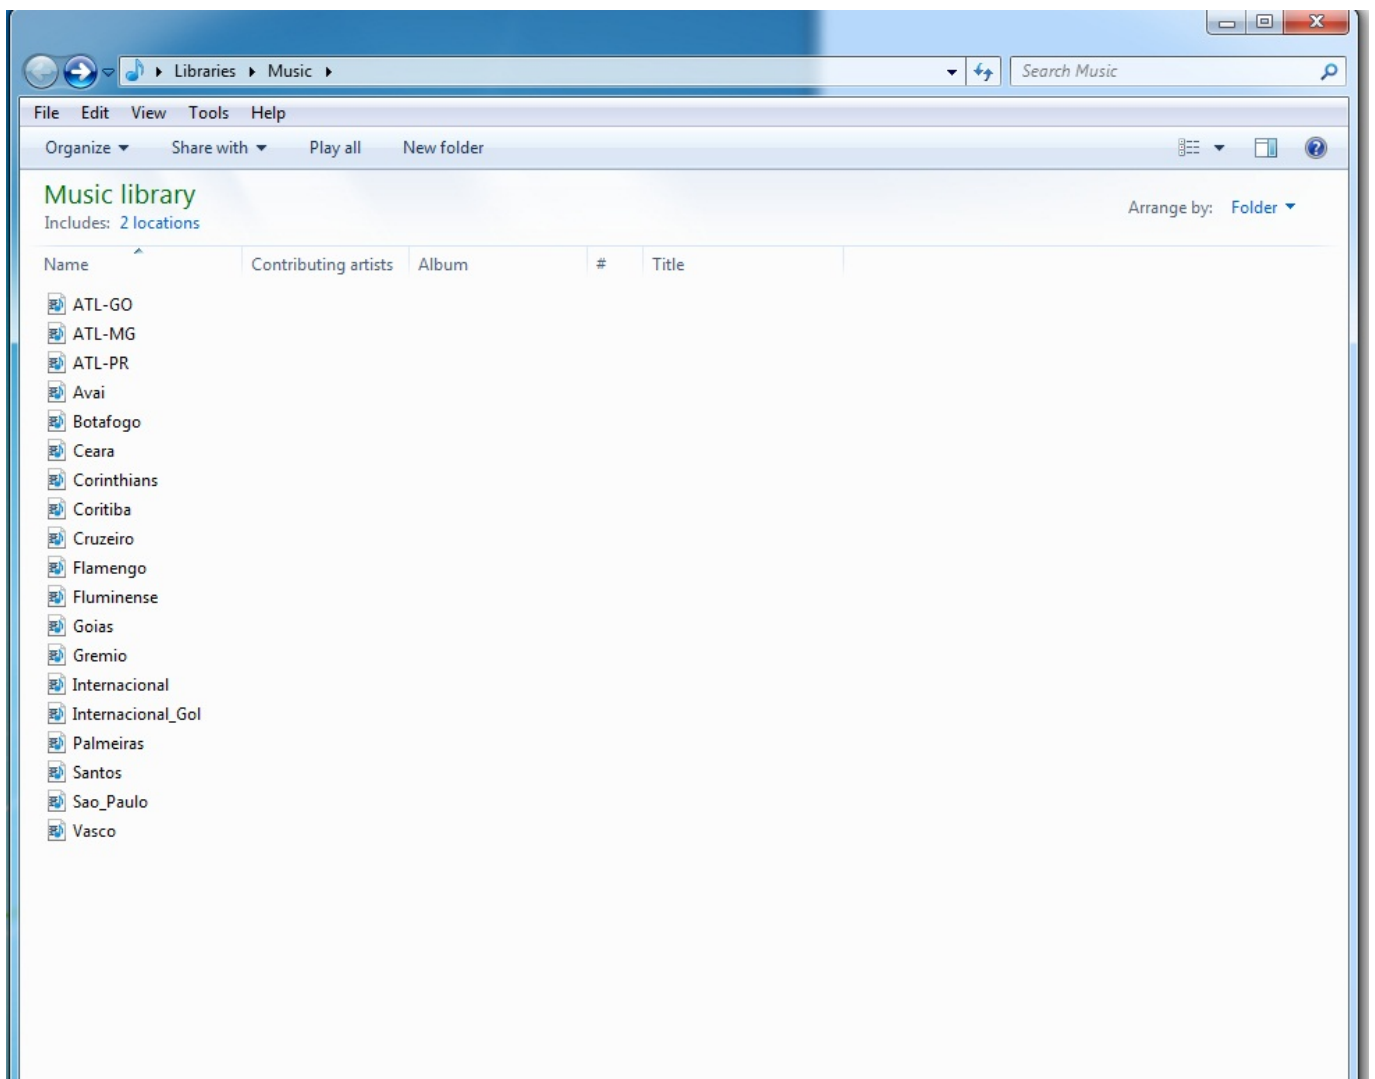 Libraries Music
Search Music
File Edit View Tools Help
Organize Share with Play all New folder
Music library
Includes: 2 locations
Arrange by: Folder
Name Contributing artists Album # Title
ATL-GO
ATL-MG
ATL-PR
Avai
Botafogo
Ceara
Corinthians
Coritiba
Cruzeiro
Flamengo
Fluminense
Goias
Gremio
Internacional
Internacional_Gol
Palmeiras
Santos
Sao_Paulo
Vasco